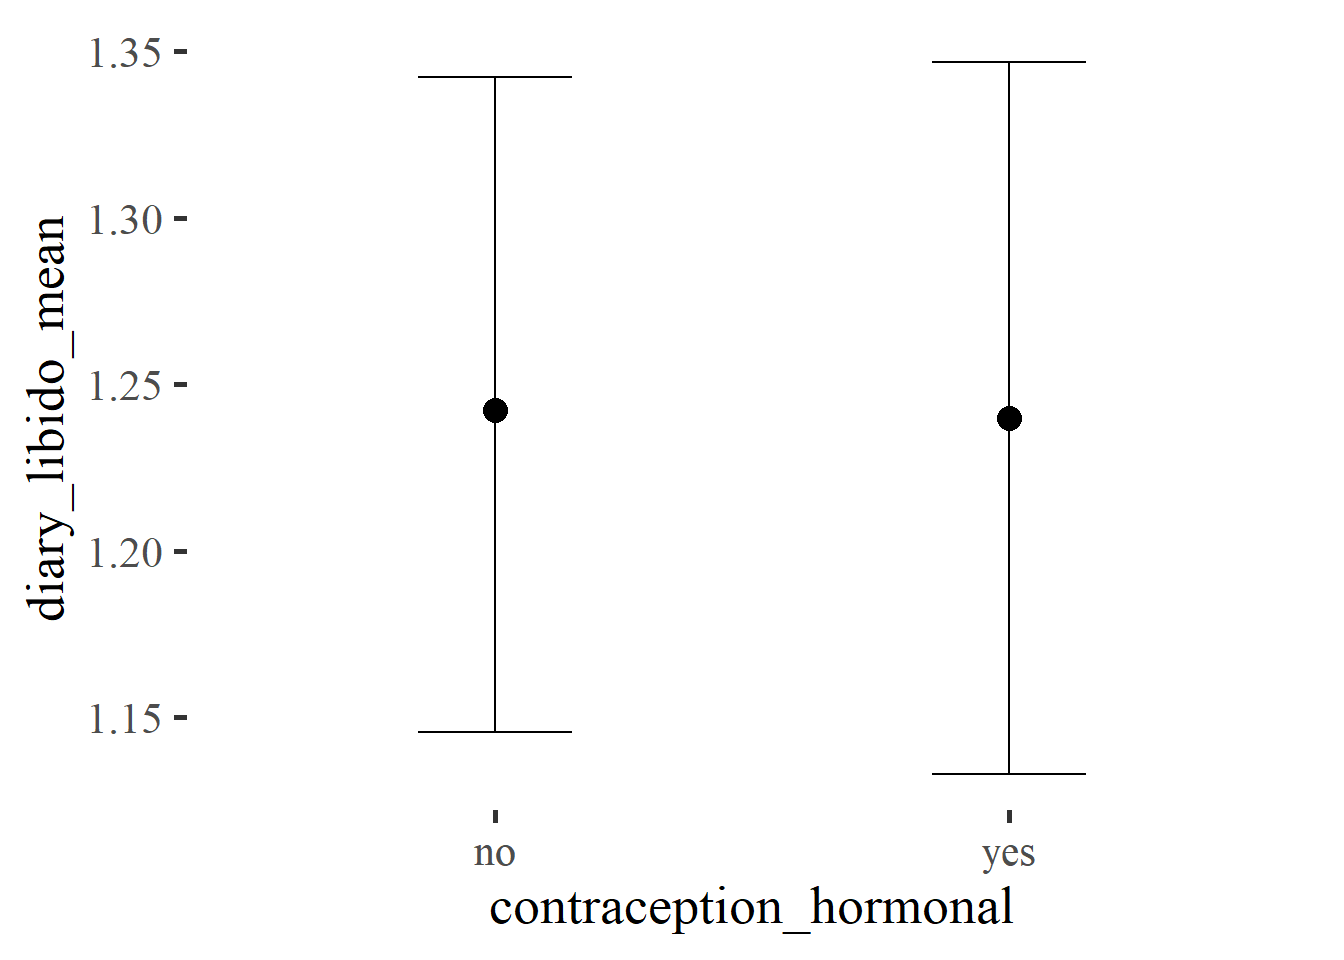 diary_libido_mean
1.35
1.30
1.25
1.20
1.15
no yes
contraception_hormonal